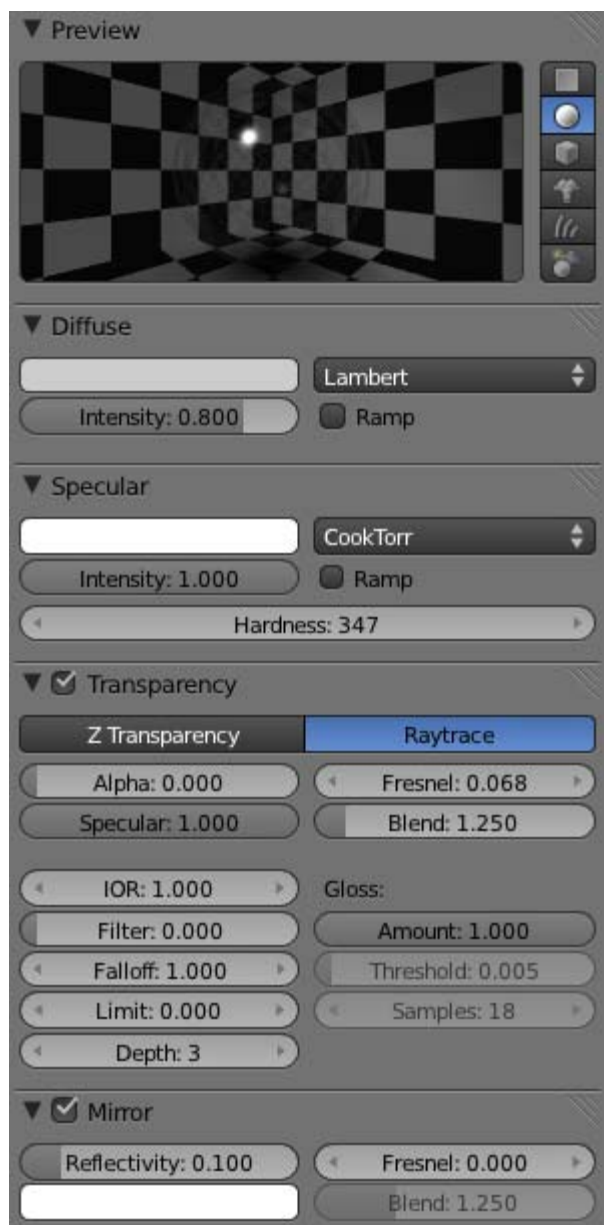 Preview
Diffuse
Lambert
Intensity: 0.800
Ramp
Specular
CookTorr
Intensity: 1.000
Ramp
Hardness: 347
Transparency
Z Transparency
Raytrace
Alpha: 0.000
Fresnel: 0.068
Specular: 1.000
Blend: 1.250
IOR: 1.000
Gloss:
Filter: 0.000
Amount: 1.000
Falloff: 1.000
Threshold: 0.005
Limit: 0.000
Samples: 18
Depth: 3
Mirror
Reflectivity: 0.100
Fresnel: 0.000
Blend: 1.250